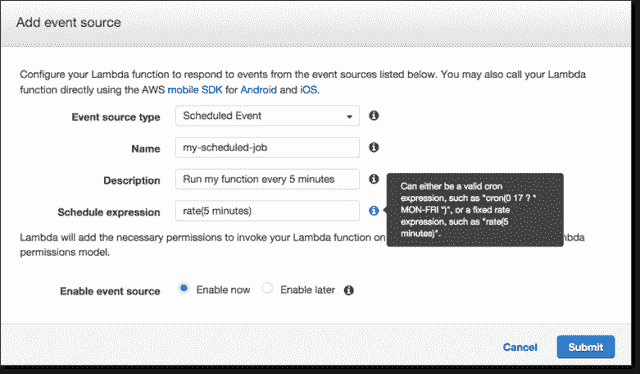 Add event source
Configure your Lambda function to respond to events from the event sources listed below. You may also call your Lambda
function directly using the AWS mobile SDK for Android and iOS.
Event source type Scheduled Event
Name my-scheduled-job
Description Run my function every 5 minutes
Schedule expression rate(5 minutes)
Can either be a valid cron
expression, such as "cron(0 17 ? *
MON-FRI *)", or a fixed rate
expression, such as "rate(5
minutes)".
Lambda will add the necessary permissions to invoke your Lambda function on
permissions model.
Enable event source Enable now Enable later
Cancel Submit